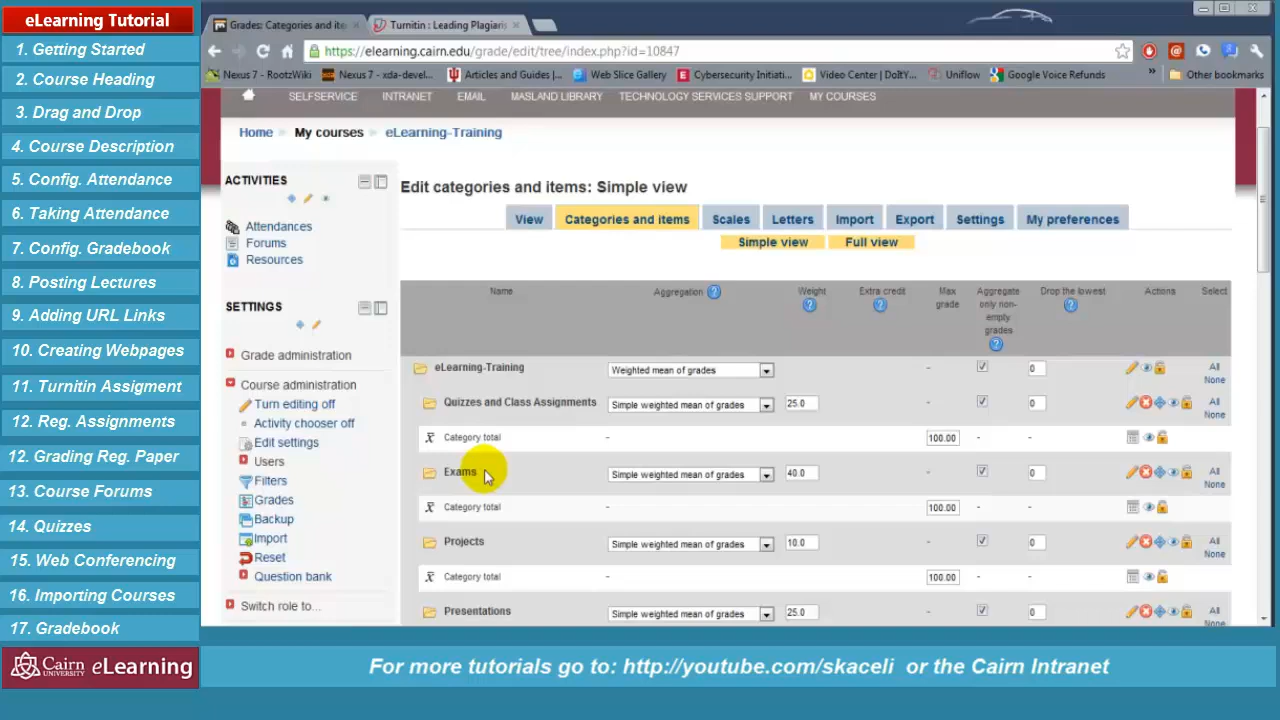 eLearning Tutorial
1. Getting Started
2. Course Heading
3. Drag and Drop
4. Course Description
5. Config. Attendance
6. Taking Attendance
7. Config. Gradebook
8. Posting Lectures
9. Adding URL Links
10. Creating Webpages
11. Turnitin Assigment
12. Reg. Assignments
12. Grading Reg. Paper
13. Course Forums
14. Quizzes
15. Web Conferencing
16. Importing Courses
17. Gradebook
Cairn UNIVERSITY eLearning
Grades: Categories and ite
Turnitin : Leading Plagiaris
https://elearning.cairn.edu/grade/edit/tree/index.php?id=10847
Nexus 7 - RootzWiki Nexus 7 - xda-devel... Articles and Guides |... Web Slice Gallery Cybersecurity Initiati... Video Center | DoItY... Uniflow Google Voice Refunds » Other bookmarks
SELFSERVICE INTRANET EMAIL MASLAND LIBRARY TECHNOLOGY SERVICES SUPPORT MY COURSES
Home My courses eLearning-Training
ACTIVITIES
Attendances
Forums
Resources
SETTINGS
Grade administration
Course administration
Turn editing off
Activity chooser off
Edit settings
Users
Filters
Grades
Backup
Import
Reset
Question bank
Switch role to...
Edit categories and items: Simple view
View Categories and items Scales Letters Import Export Settings My preferences
Simple view Full view
Name Aggregation Weight Extra credit Max grade Aggregate only non-empty grades Drop the lowest Actions Select
eLearning-Training Weighted mean of grades - 0 All None
Quizzes and Class Assignments Simple weighted mean of grades 25.0 - 0 All None
x̅ Category total - 100.00 - -
Exams Simple weighted mean of grades 40.0 - 0 All None
x̅ Category total - 100.00 - -
Projects Simple weighted mean of grades 10.0 - 0 All None
x̅ Category total - 100.00 - -
Presentations Simple weighted mean of grades 25.0 - 0 All None
For more tutorials go to: http://youtube.com/skaceli or the Cairn Intranet